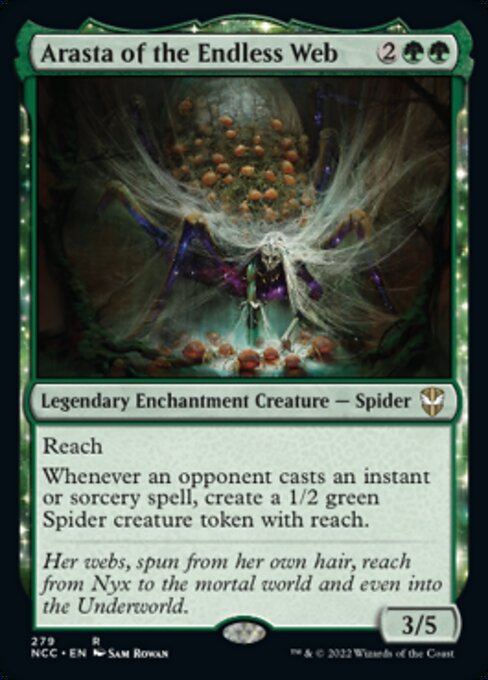 Arasta of the Endless Web 2
Legendary Enchantment Creature — Spider
Reach
Whenever an opponent casts an instant
or sorcery spell, create a 1/2 green
Spider creature token with reach.
Her webs, spun from her own hair, reach
from Nyx to the mortal world and even into
the Underworld.
3/5
279 R
NCC • EN Sam Rowan
™ & © 2022 Wizards of the Coast